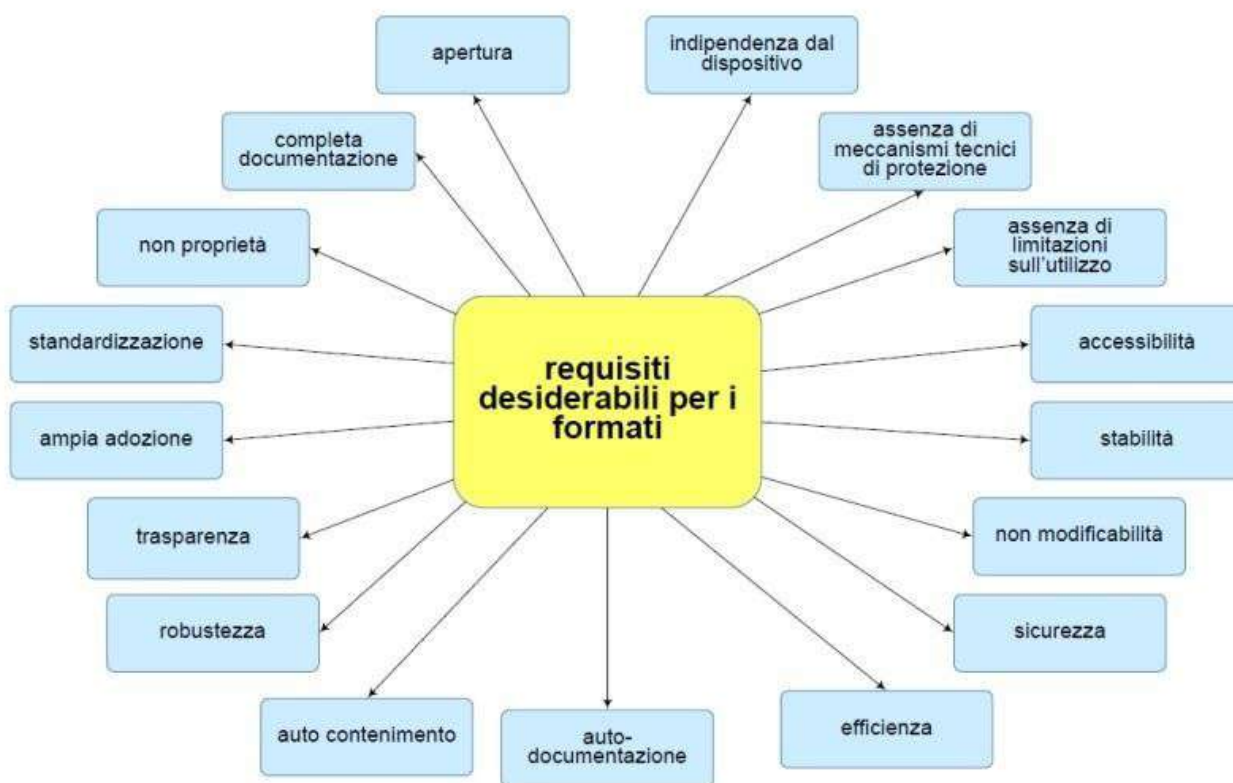 apertura
indipendenza dal
dispositivo
completa
documentazione
assenza di
meccanismi tecnici
di protezione
non proprietà
assenza di
limitazioni
sull'utilizzo
standardizzazione
requisiti
desiderabili per i
formati
accessibilità
ampia adozione
stabilità
trasparenza
non modificabilità
robustezza
sicurezza
auto contenimento
auto-
documentazione
efficienza